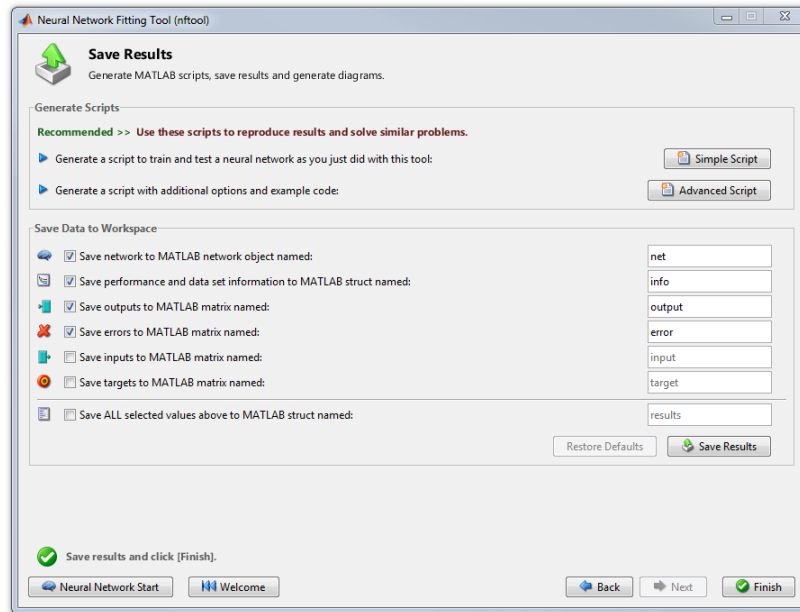 Neural Network Fitting Tool (nftool)
Save Results
Generate MATLAB scripts, save results and generate diagrams.
Generate Scripts
Recommended >> Use these scripts to reproduce results and solve similar problems.
Generate a script to train and test a neural network as you just did with this tool: Simple Script
Generate a script with additional options and example code: Advanced Script
Save Data to Workspace
Save network to MATLAB network object named: net
Save performance and data set information to MATLAB struct named: info
Save outputs to MATLAB matrix named: output
Save errors to MATLAB matrix named: error
Save inputs to MATLAB matrix named: input
Save targets to MATLAB matrix named: target
Save ALL selected values above to MATLAB struct named: results
Restore Defaults Save Results
Save results and click [Finish].
Neural Network Start Welcome Back Next Finish